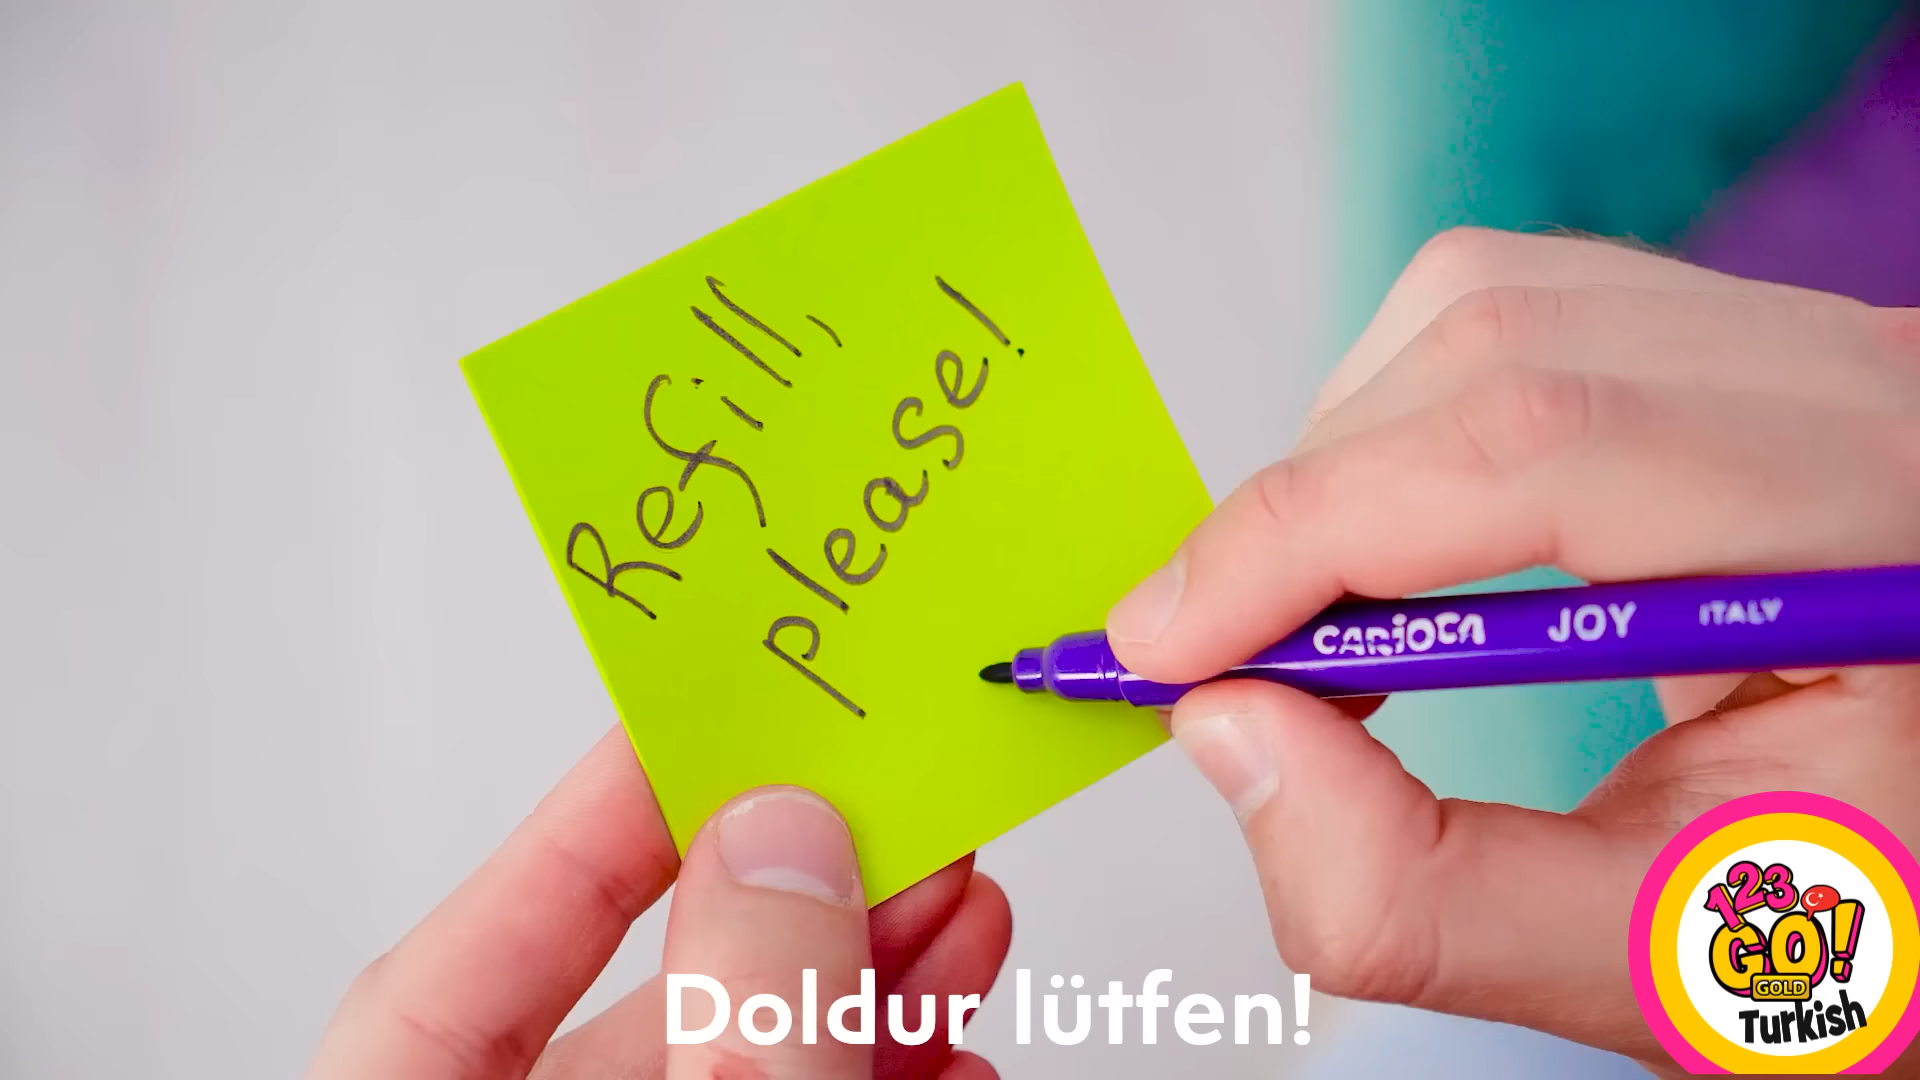 Refill,
please!
CARIOCA JOY ITALY
Doldur lütfen!
123
GO!
GOLD
Turkish